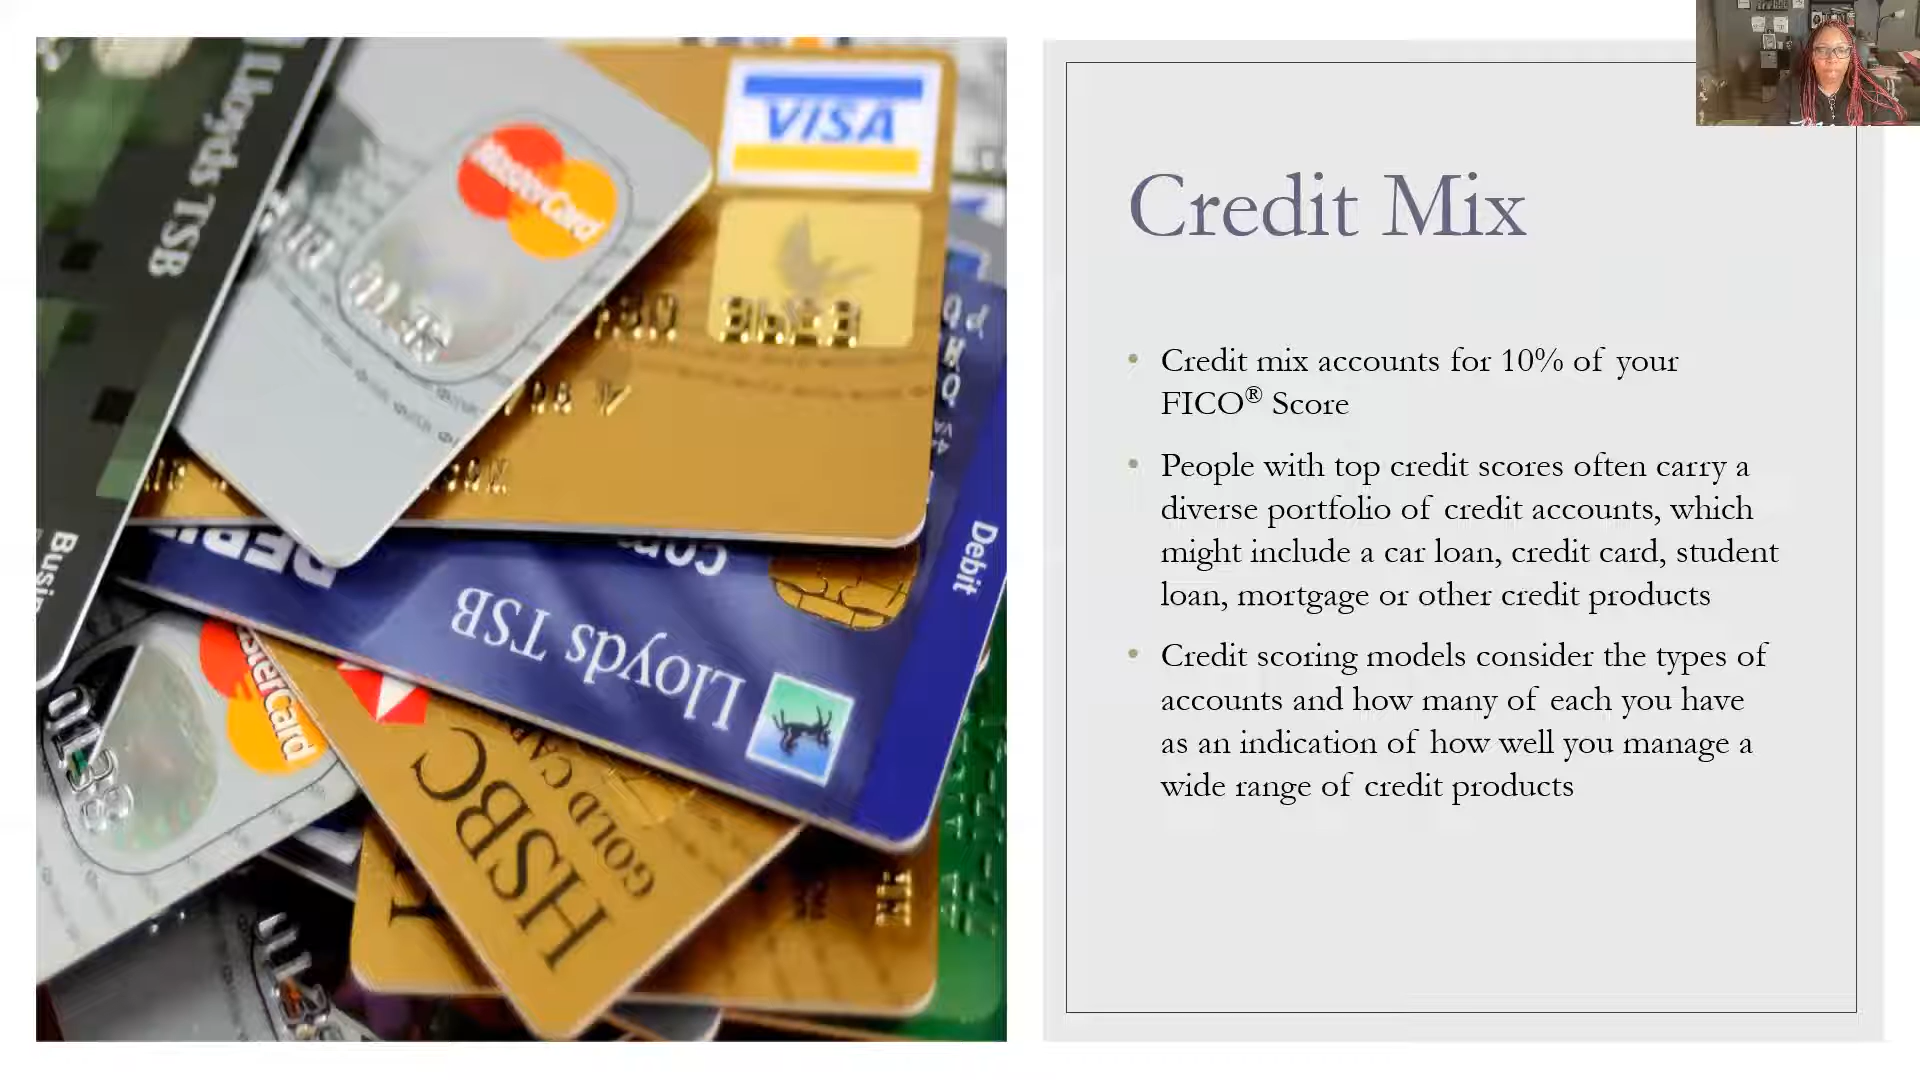 Lloyds TSB
MasterCard
VISA
Debit
Lloyds TSB
HSBC
GOLD
Credit Mix
• Credit mix accounts for 10% of your
FICO® Score
• People with top credit scores often carry a
diverse portfolio of credit accounts, which
might include a car loan, credit card, student
loan, mortgage or other credit products
• Credit scoring models consider the types of
accounts and how many of each you have
as an indication of how well you manage a
wide range of credit products